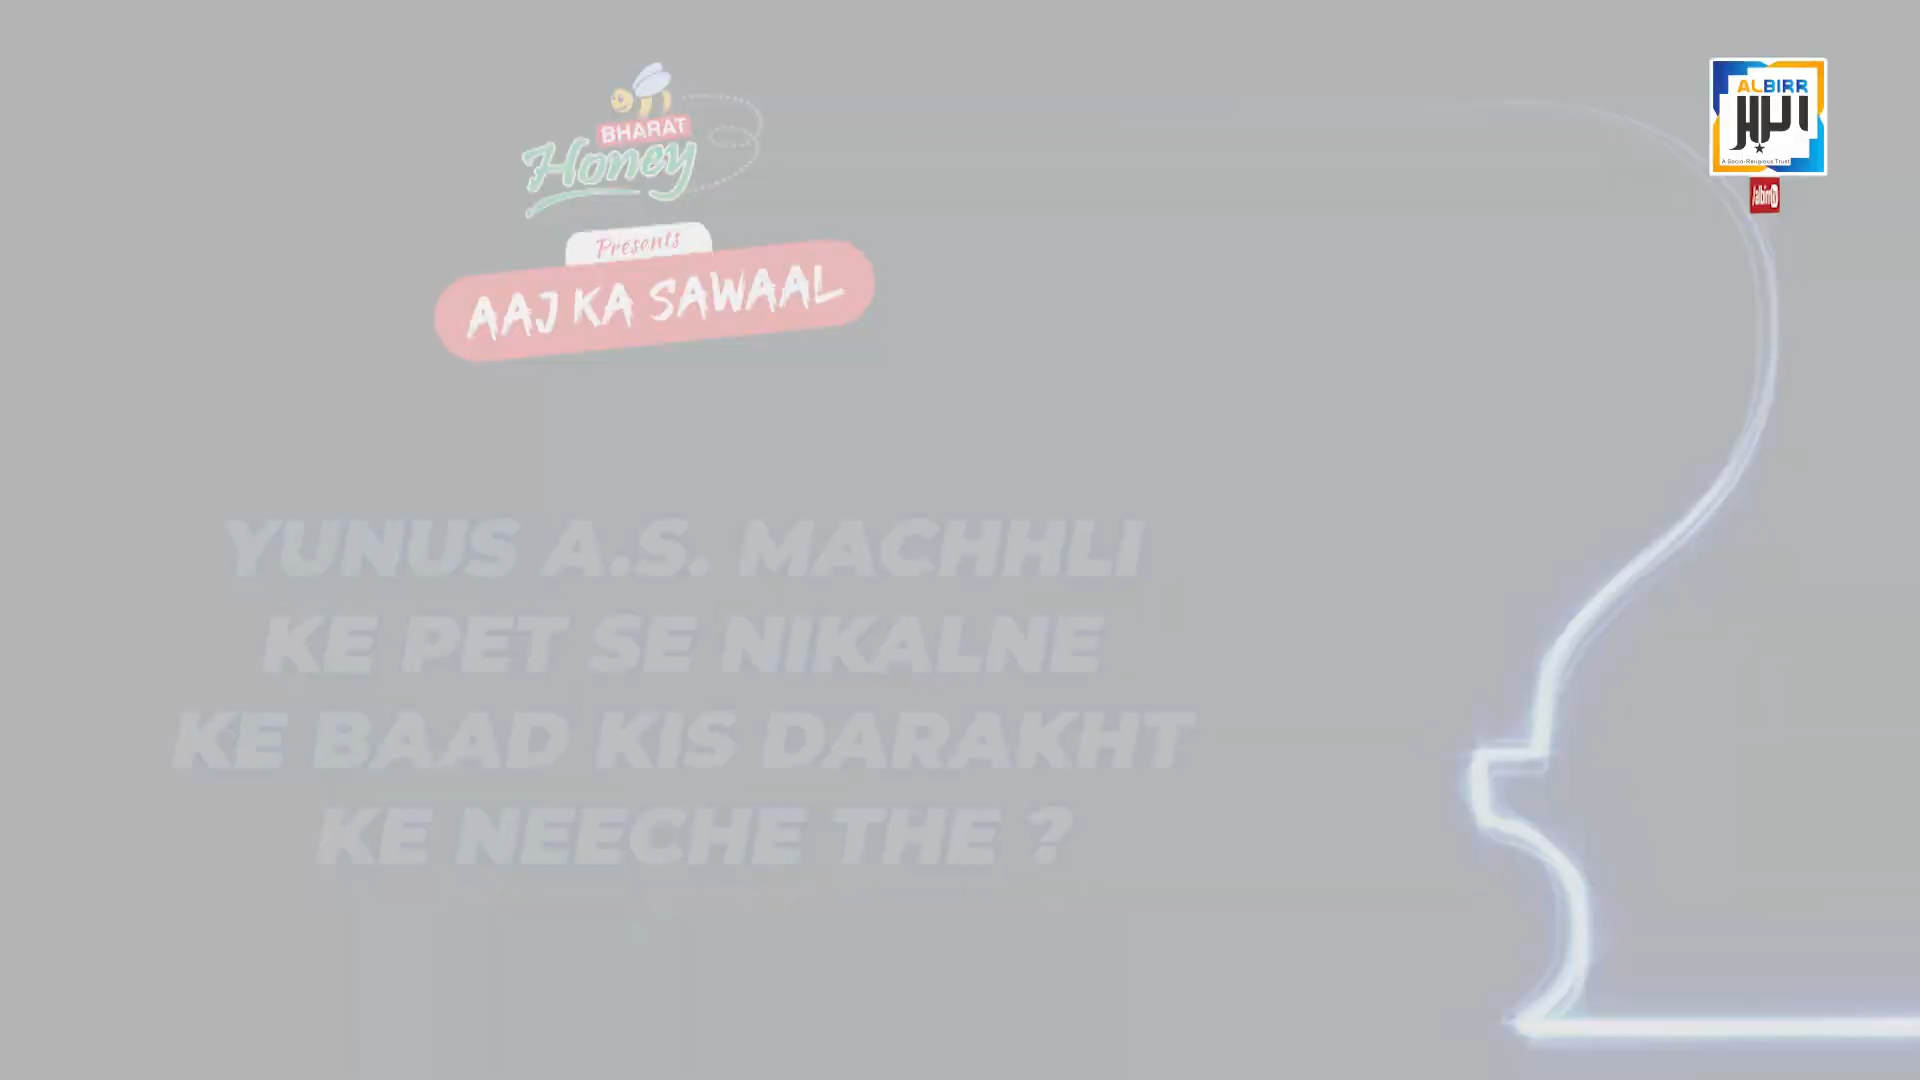 BHARAT
Honey
Presents
AAJ KA SAWAAL
ALBIRR
البر
A Socio-Religious Trust
YUNUS A.S. MACHHLI
KE PET SE NIKALNE
KE BAAD KIS DARAKHT
KE NEECHE THE ?